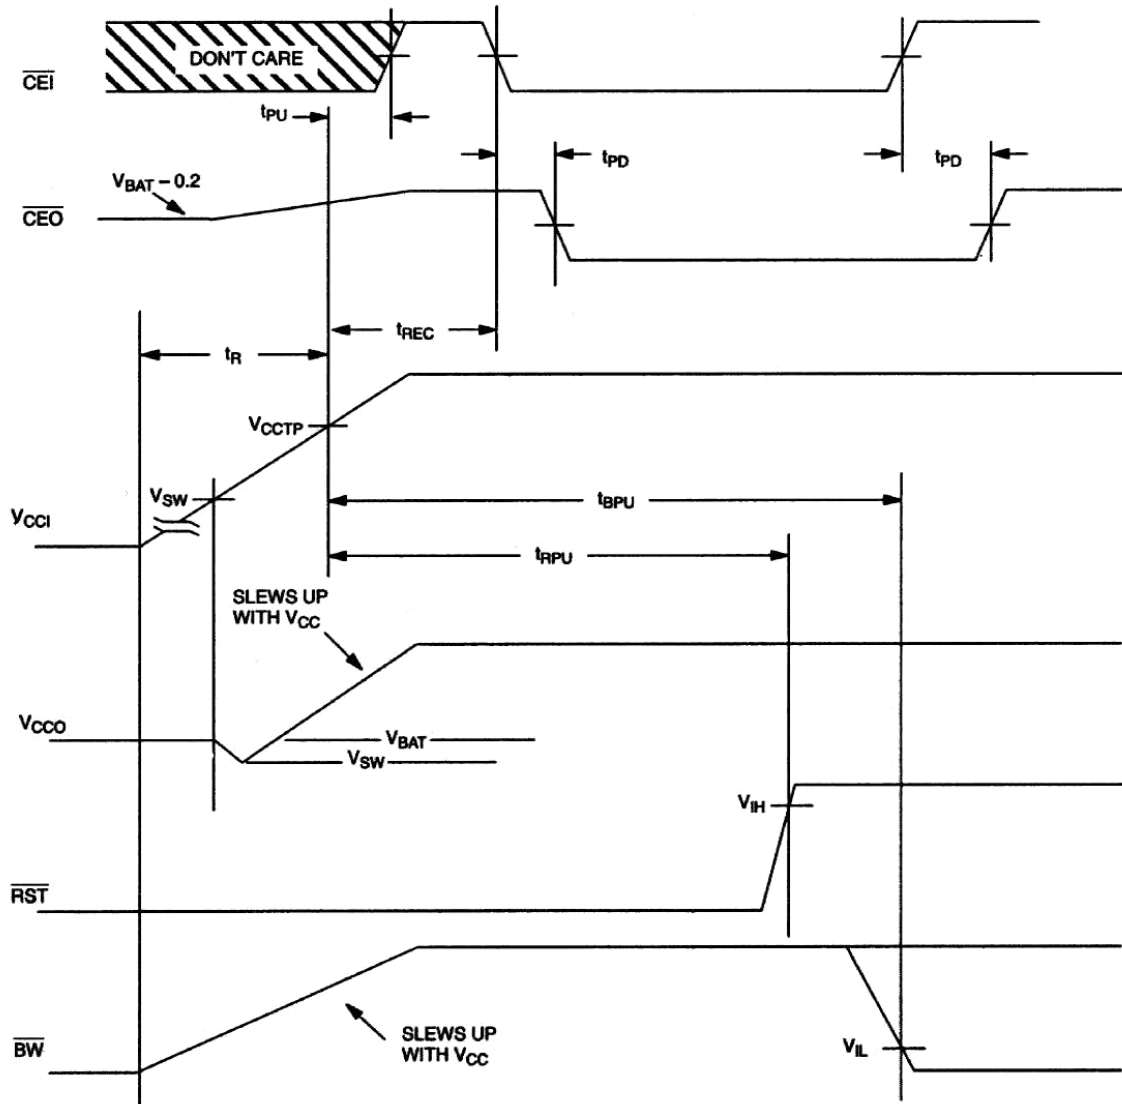 DON'T CARE
CEI
tPU
tPD
tPD
VBAT – 0.2
CEO
tREC
tR
VCCTP
VSW
tBPU
VCCI
tRPU
SLEWS UP
WITH VCC
VCCO
VBAT
VSW
VIH
RST
SLEWS UP
WITH VCC
BW
VIL